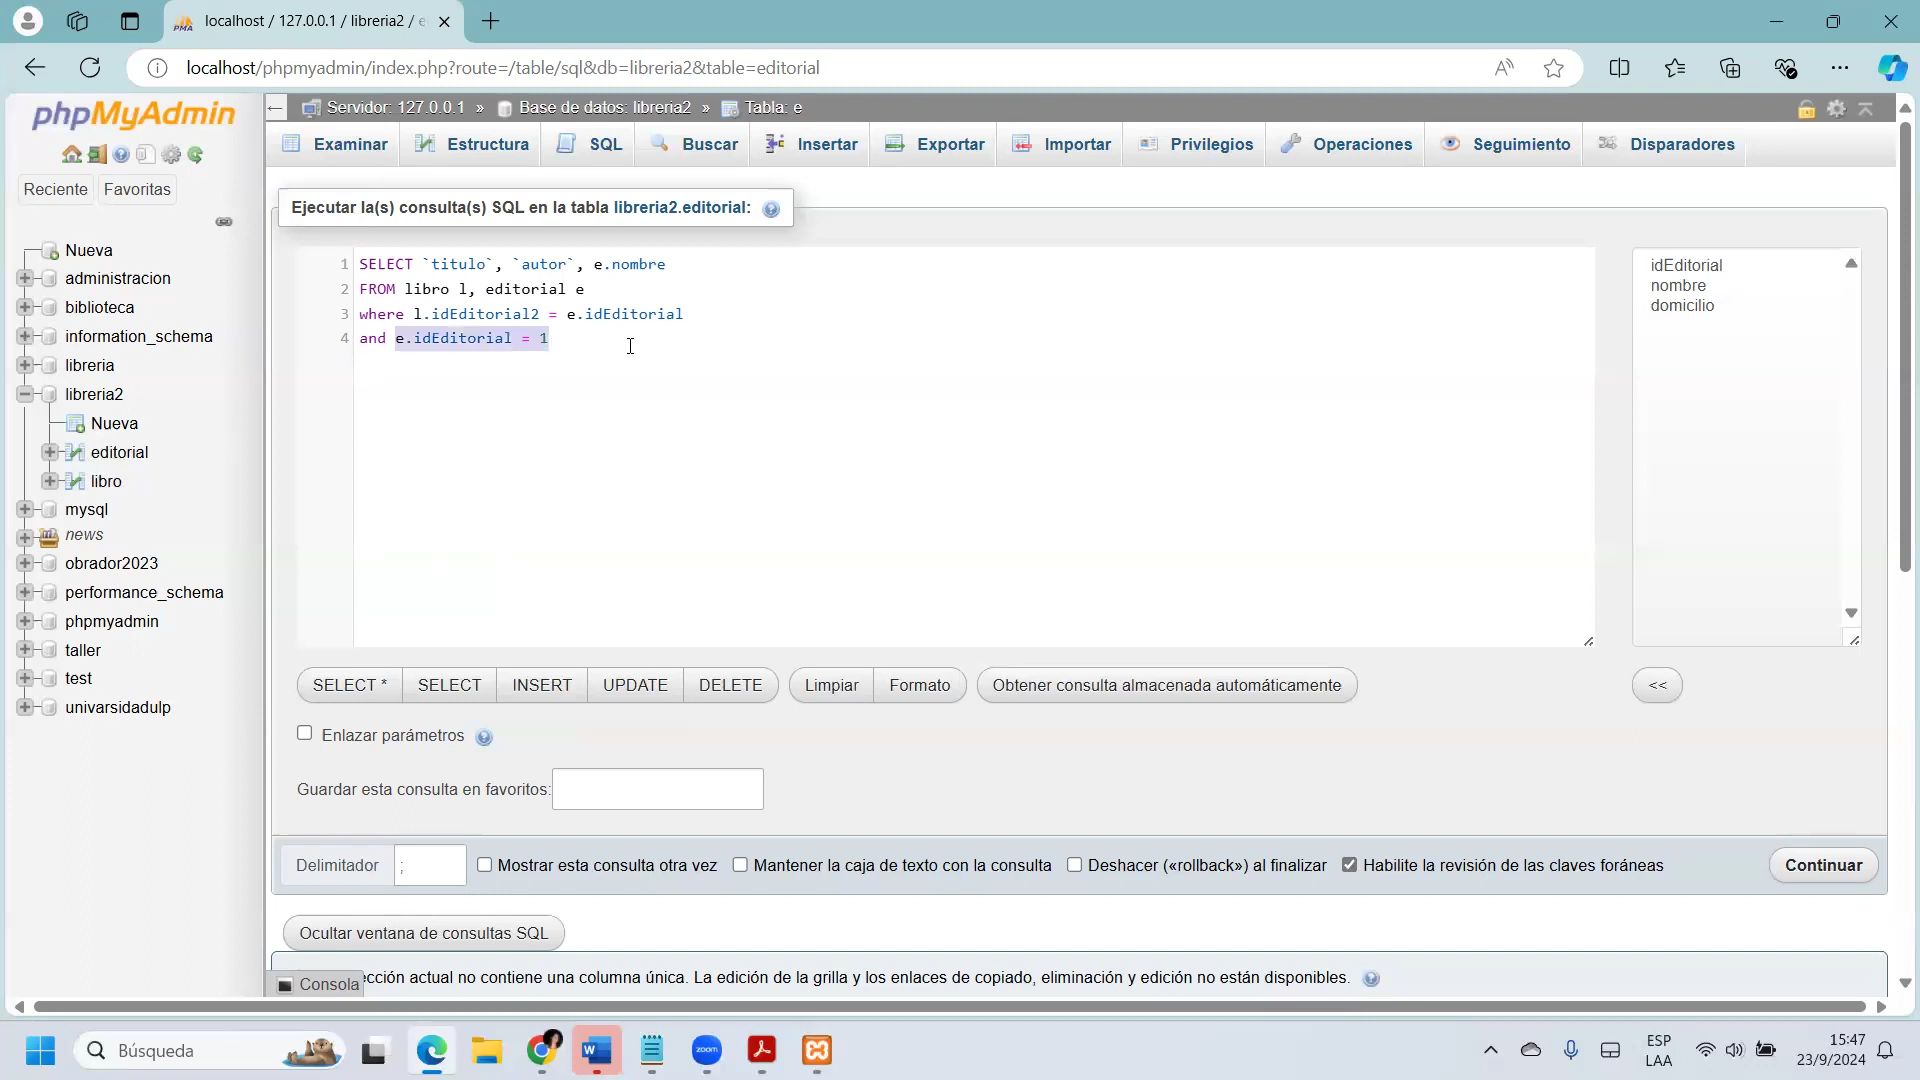 localhost / 127.0.0.1 / libreria2 / e
localhost/phpmyadmin/index.php?route=/table/sql&db=libreria2&table=editorial
phpMyAdmin
Reciente
Favoritas
Nueva
administracion
biblioteca
information_schema
libreria
libreria2
Nueva
editorial
libro
mysql
news
obrador2023
performance_schema
phpmyadmin
taller
test
univarsidadulp
Servidor: 127.0.0.1 » Base de datos: libreria2 » Tabla: e
Examinar
Estructura
SQL
Buscar
Insertar
Exportar
Importar
Privilegios
Operaciones
Seguimiento
Disparadores
Ejecutar la(s) consulta(s) SQL en la tabla libreria2.editorial:
1 SELECT `titulo`, `autor`, e.nombre
2 FROM libro l, editorial e
3 where l.idEditorial2 = e.idEditorial
4 and e.idEditorial = 1
idEditorial
nombre
domicilio
SELECT *
SELECT
INSERT
UPDATE
DELETE
Limpiar
Formato
Obtener consulta almacenada automáticamente
<<
Enlazar parámetros
Guardar esta consulta en favoritos:
Delimitador ;
Mostrar esta consulta otra vez
Mantener la caja de texto con la consulta
Deshacer («rollback») al finalizar
Habilite la revisión de las claves foráneas
Continuar
Ocultar ventana de consultas SQL
ección actual no contiene una columna única. La edición de la grilla y los enlaces de copiado, eliminación y edición no están disponibles.
Consola
Búsqueda
zoom
ESP
LAA
15:47
23/9/2024